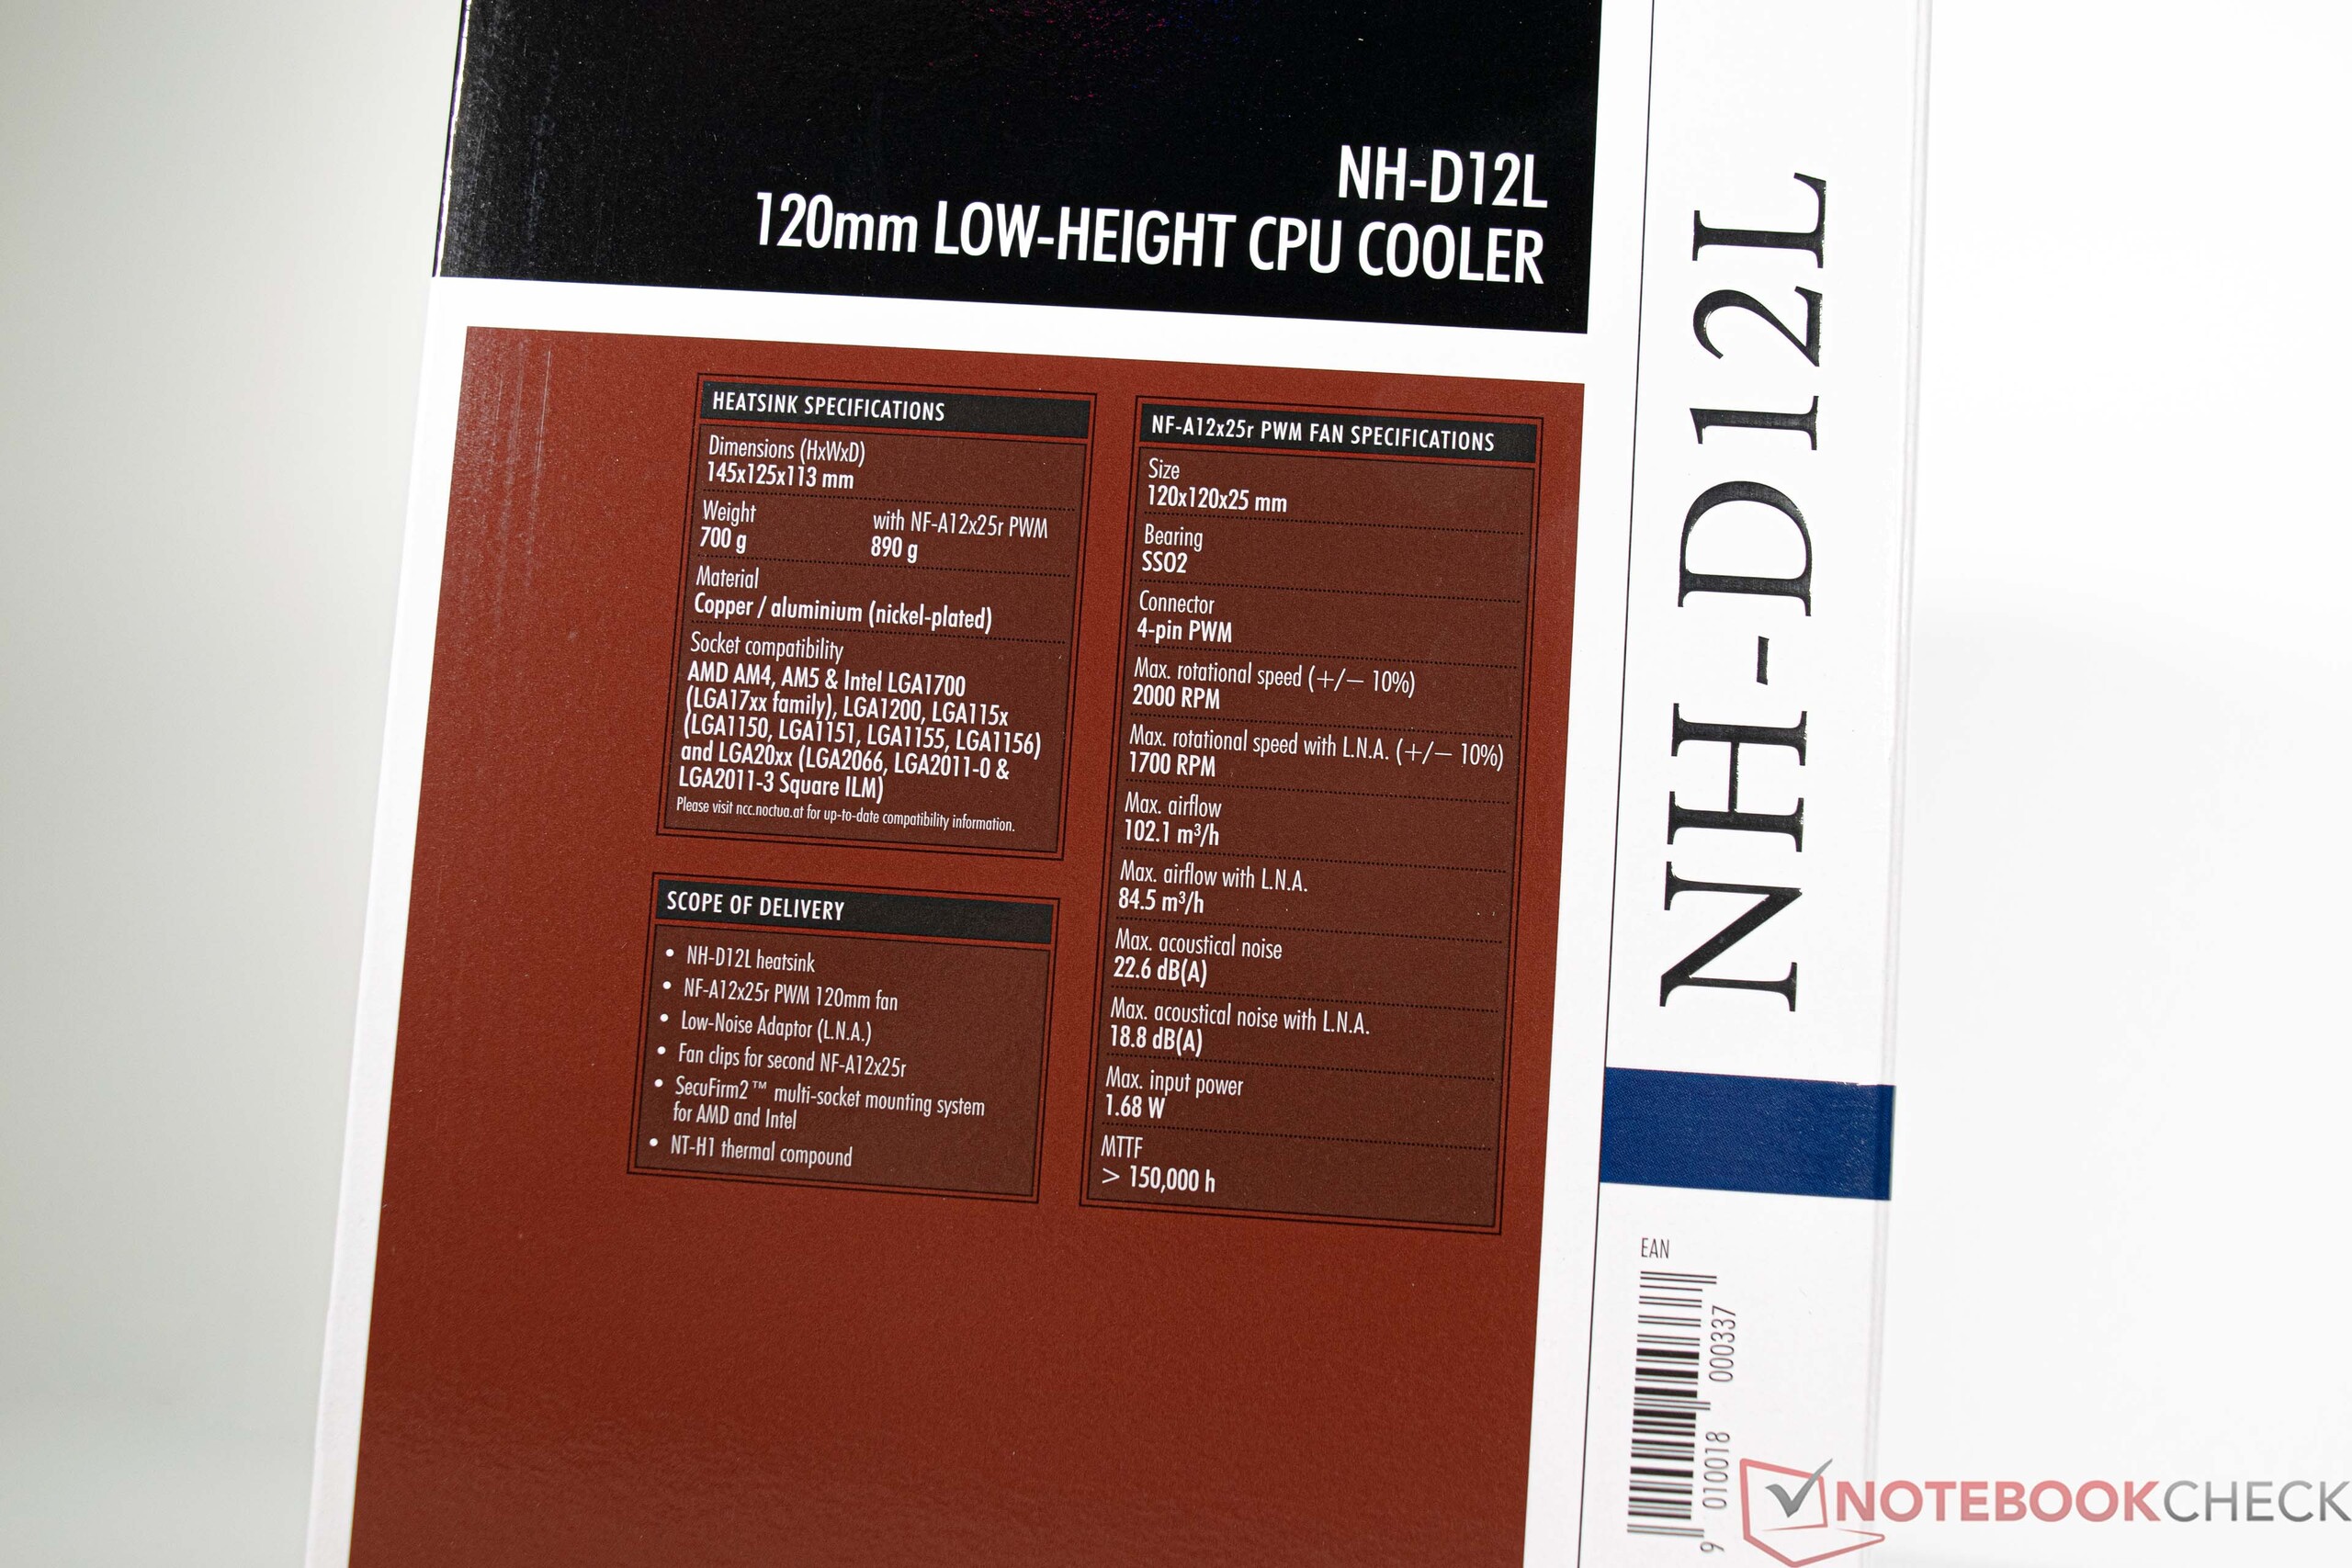 NH-D12L
120mm LOW-HEIGHT CPU COOLER
HEATSINK SPECIFICATIONS
Dimensions (HxWxD)
145x125x113 mm
Weight with NF-A12x25r PWM
700 g 890 g
Material
Copper / aluminium (nickel-plated)
Socket compatibility
AMD AM4, AM5 & Intel LGA1700
(LGA17xx family), LGA1200, LGA115x
(LGA1150, LGA1151, LGA1155, LGA1156)
and LGA20xx (LGA2066, LGA2011-0 &
LGA2011-3 Square ILM)
Please visit ncc.noctua.at for up-to-date compatibility information.
SCOPE OF DELIVERY
• NH-D12L heatsink
• NF-A12x25r PWM 120mm fan
• Low-Noise Adaptor (L.N.A.)
• Fan clips for second NF-A12x25r
• SecuFirm2™ multi-socket mounting system
for AMD and Intel
• NT-H1 thermal compound
NF-A12x25r PWM FAN SPECIFICATIONS
Size
120x120x25 mm
Bearing
SSO2
Connector
4-pin PWM
Max. rotational speed (+/− 10%)
2000 RPM
Max. rotational speed with L.N.A. (+/− 10%)
1700 RPM
Max. airflow
102.1 m³/h
Max. airflow with L.N.A.
84.5 m³/h
Max. acoustical noise
22.6 dB(A)
Max. acoustical noise with L.N.A.
18.8 dB(A)
Max. input power
1.68 W
MTTF
> 150,000 h
NH-D12L
EAN
9 010018 000337
NOTEBOOKCHECK